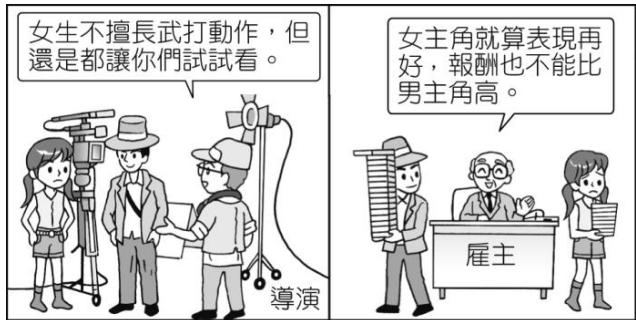 女生不擅長武打動作，但
還是都讓你們試試看。
導演
女主角就算表現再
好，報酬也不能比
男主角高。
雇主